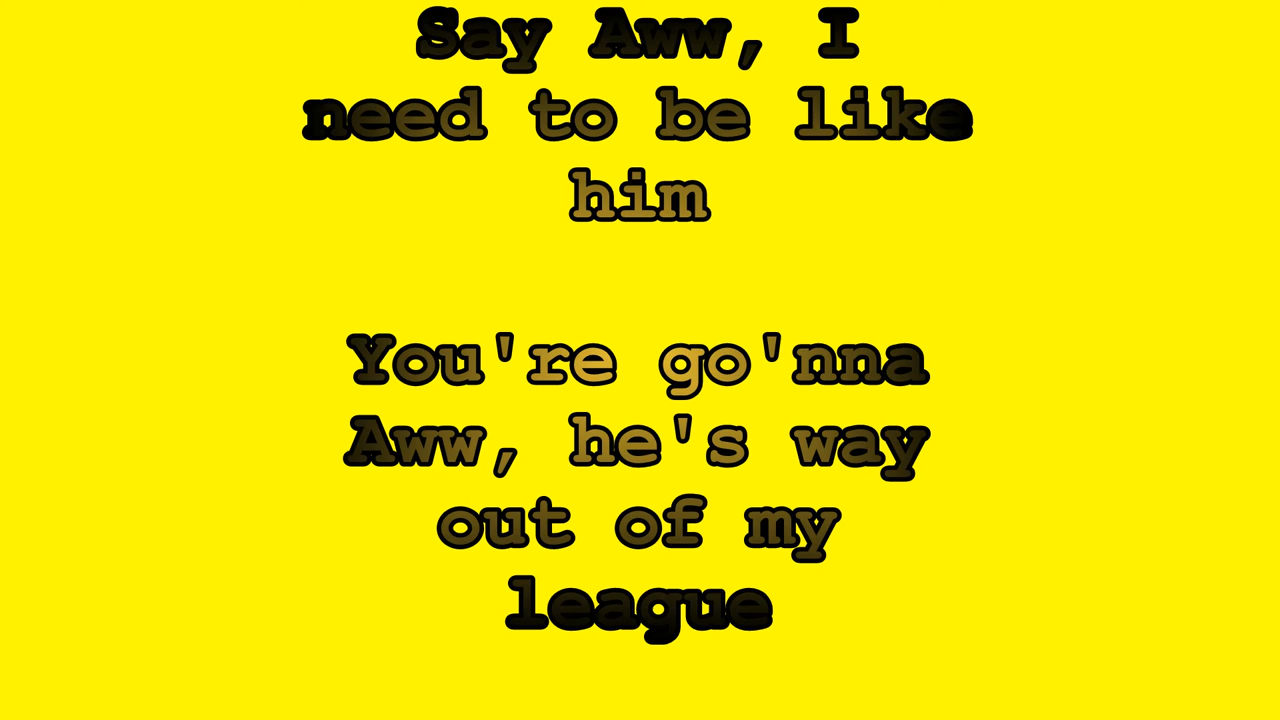 Say Aww, I
need to be like
him
You're go'nna
Aww, he's way
out of my
league